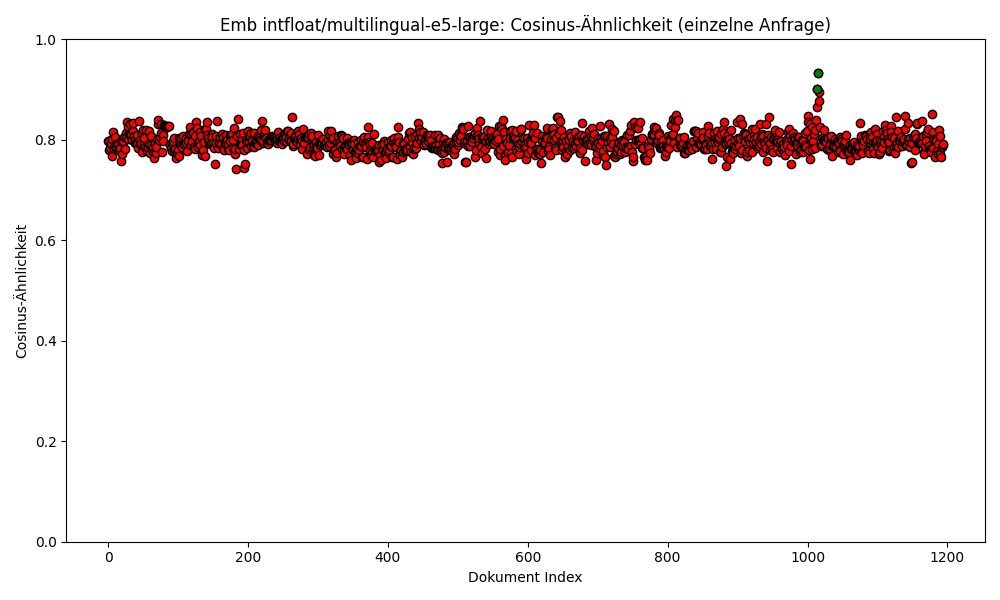 Emb intfloat/multilingual-e5-large: Cosinus-Ähnlichkeit (einzelne Anfrage)
1.0
0.8
0.6
0.4
0.2
0.0
Cosinus-Ähnlichkeit
0 200 400 600 800 1000 1200
Dokument Index